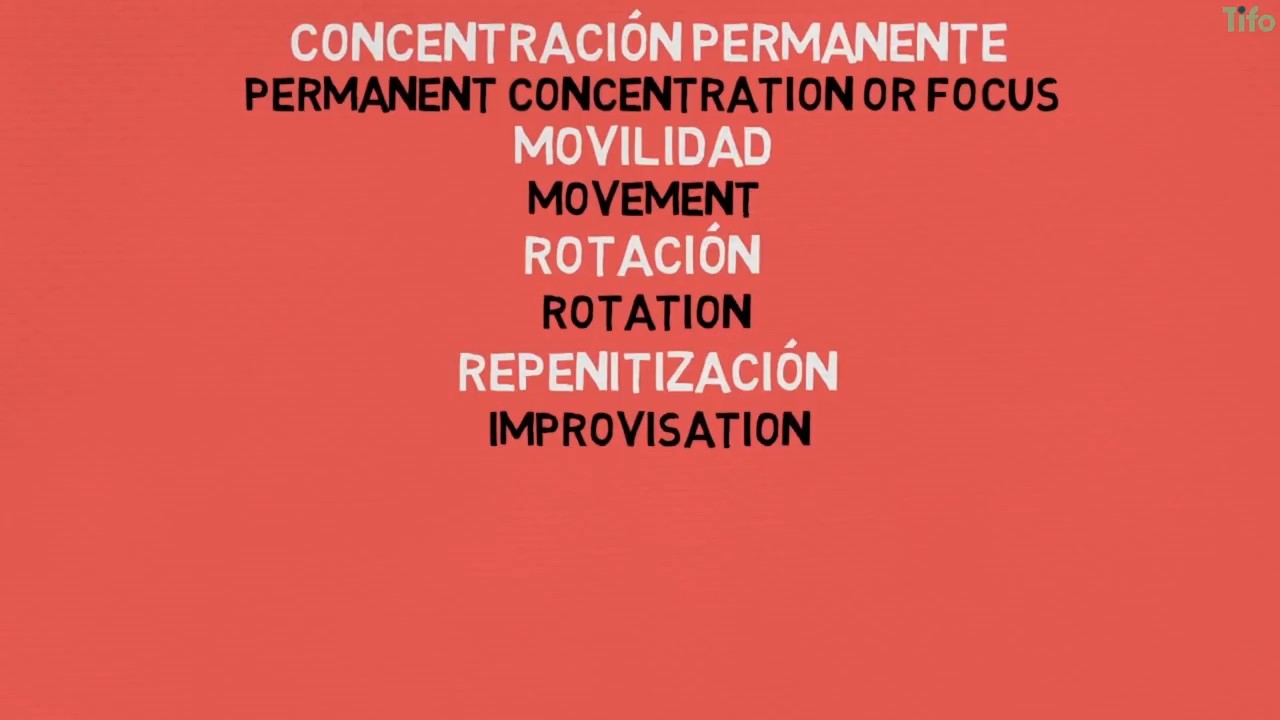 Tifo
CONCENTRACIÓN PERMANENTE
PERMANENT CONCENTRATION OR FOCUS
MOVILIDAD
MOVEMENT
ROTACIÓN
ROTATION
REPENITIZACIÓN
IMPROVISATION